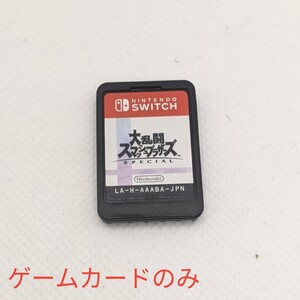 NINTENDO
SWITCH
大乱闘
スマッシュブラザーズ
SPECIAL
Nintendo
LA-H-AAABA-JPN
ゲームカードのみ